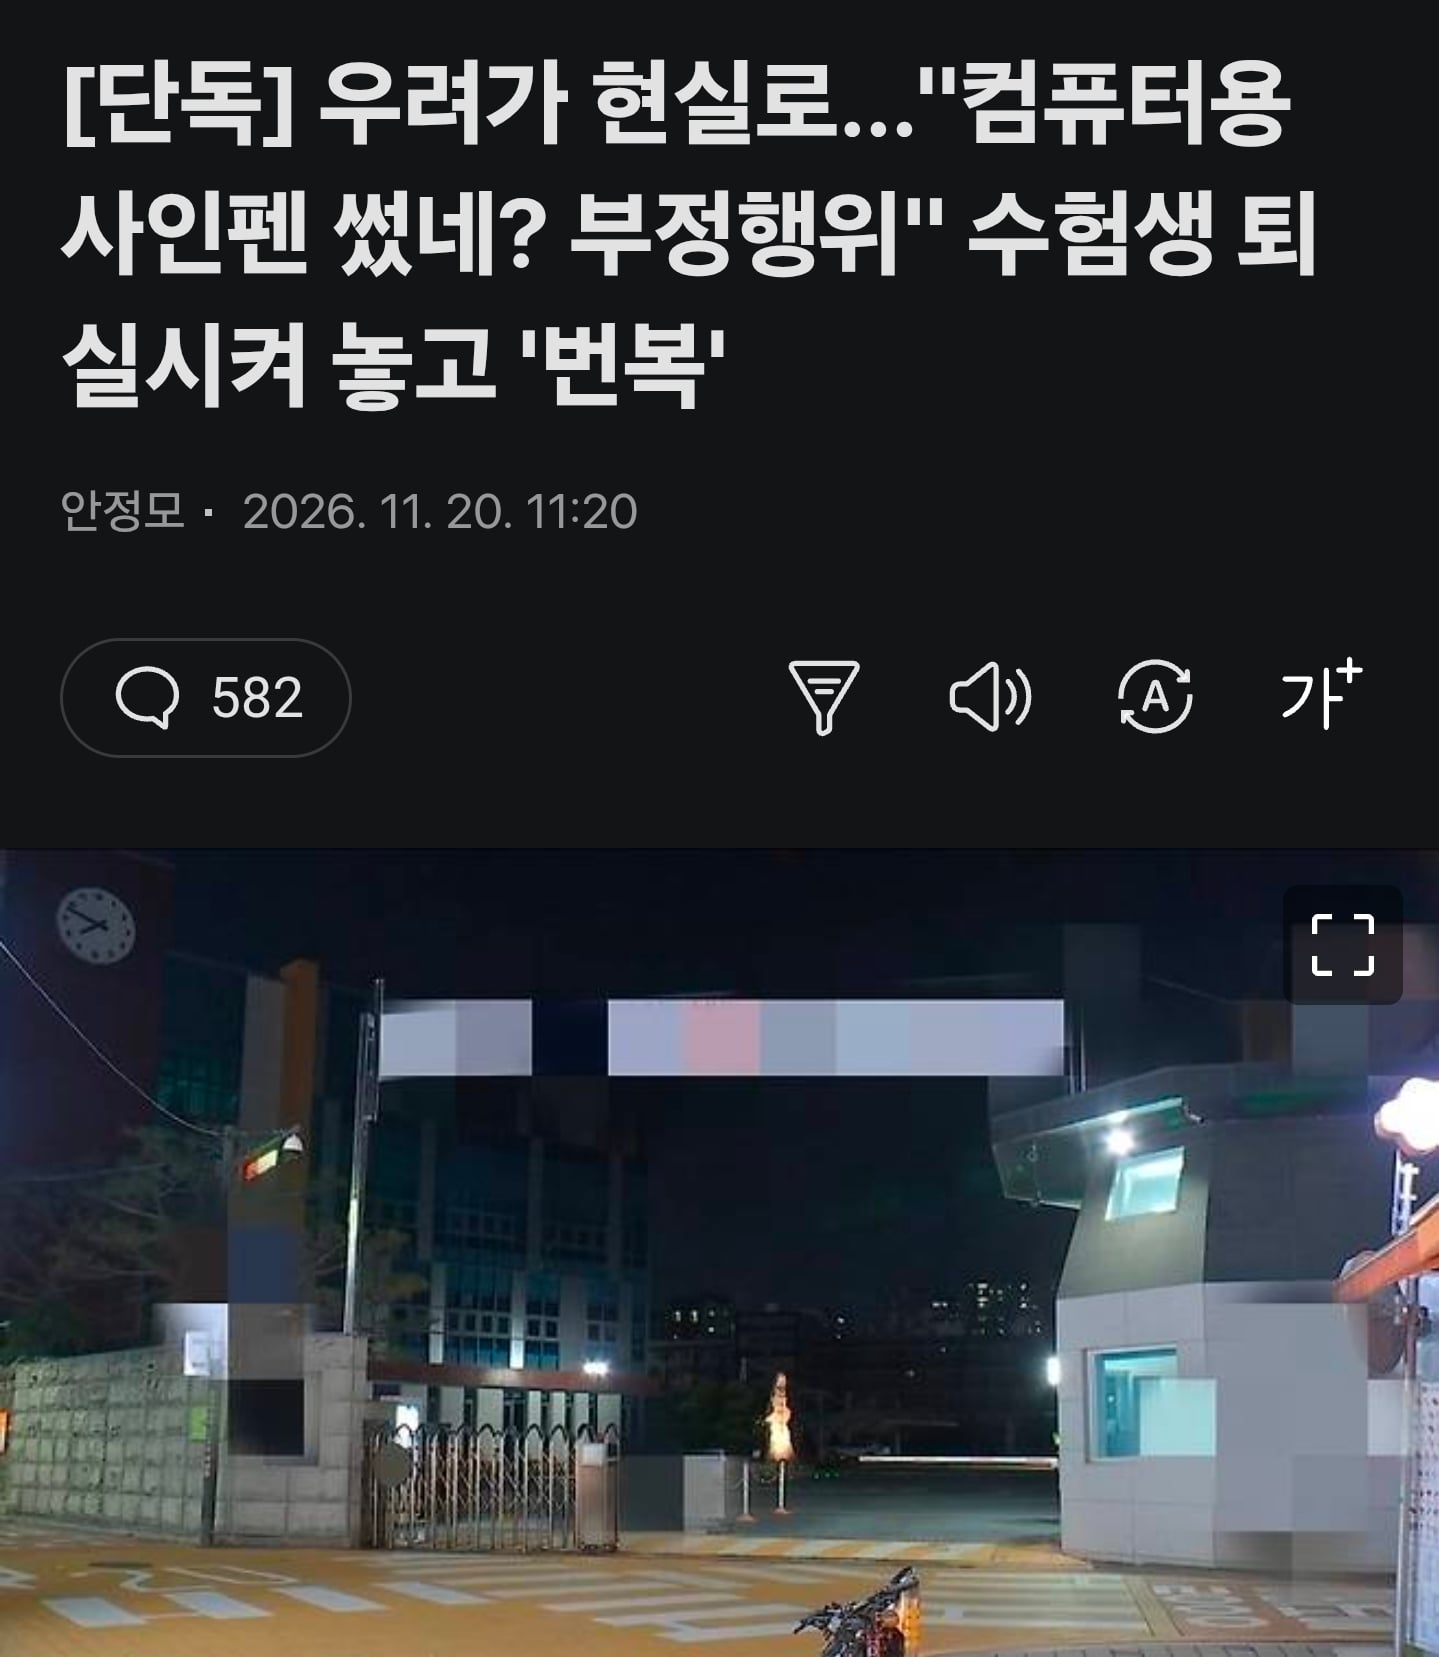 [단독] 우려가 현실로…"컴퓨터용
사인펜 썼네? 부정행위" 수험생 퇴
실시켜 놓고 '번복'
안정모 · 2026. 11. 20. 11:20
582
A
가+